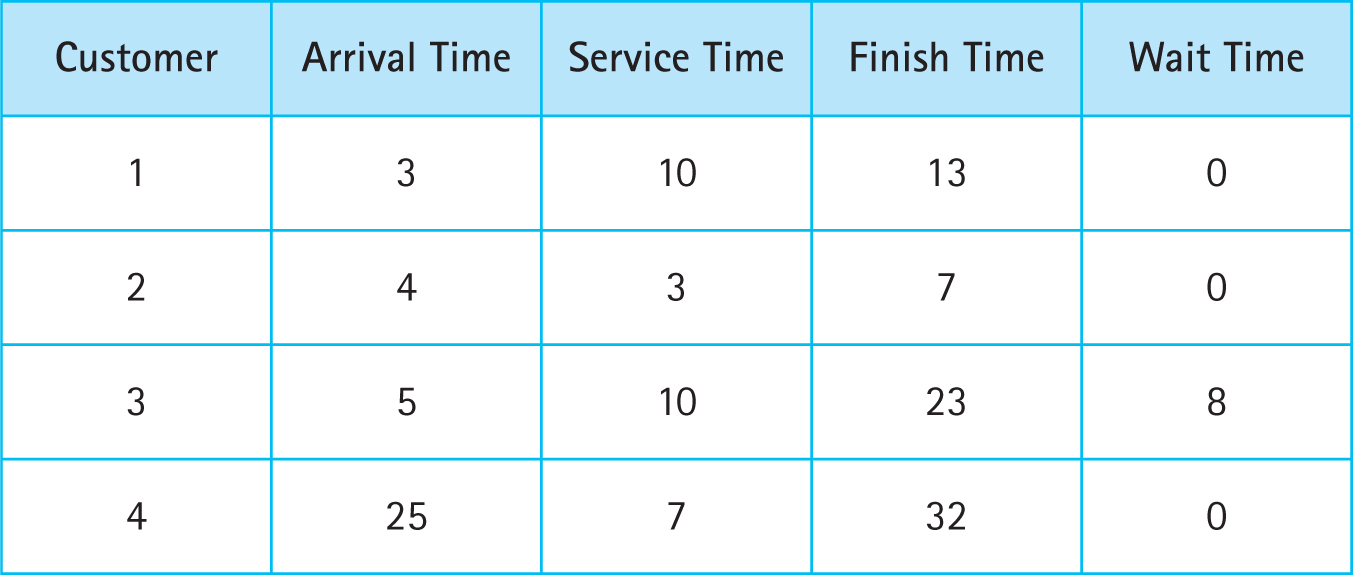 Customer Arrival Time Service Time Finish Time Wait Time
1 3 10 13 0
2 4 3 7 0
3 5 10 23 8
4 25 7 32 0